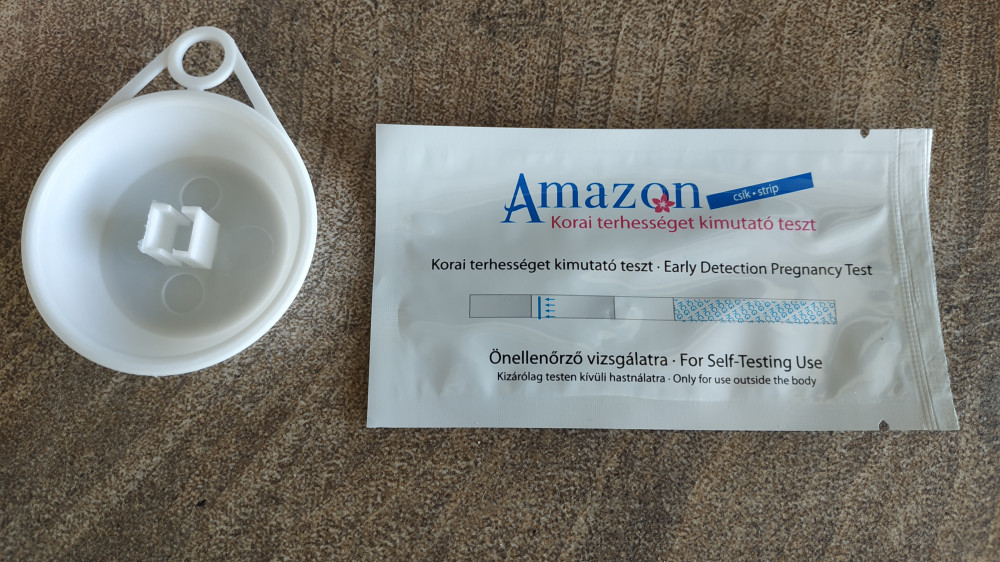 Amazon csík • strip
Korai terhességet kimutató teszt
Korai terhességet kimutató teszt · Early Detection Pregnancy Test
Önellenőrző vizsgálatra · For Self-Testing Use
Kizárólag testen kívüli hastnálatra · Only for use outside the body